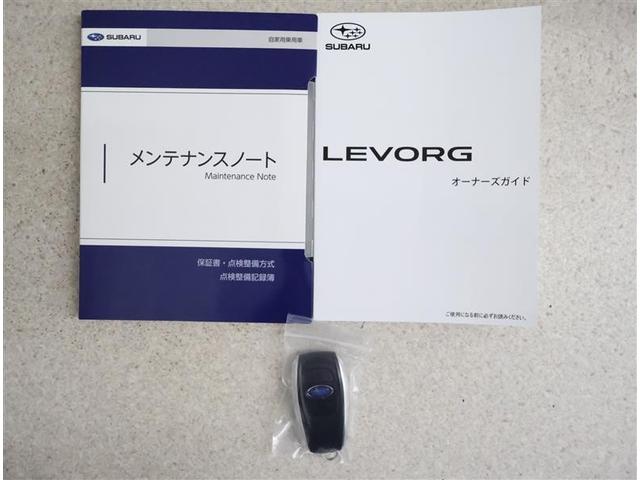 SUBARU
自家用乗用車
メンテナンスノート
Maintenance Note
保証書・点検整備方式
点検整備記録簿
SUBARU
LEVORG
オーナーズガイド
ご使用になる前に必ずお読みください。